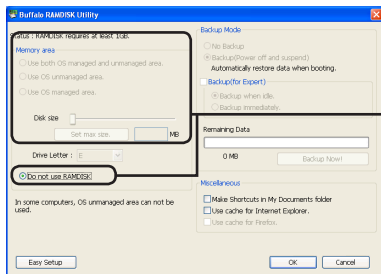 Buffalo RAMDISK Utility
Status : RAMDISK requires at least 1GB.
Memory area
Use both OS managed and unmanaged area.
Use OS unmanaged area.
Use OS managed area.
Disk size
Set max size.
MB
Drive Letter : E
Do not use RAMDISK
In some computers, OS unmanaged area can not be
used.
Easy Setup
Backup Mode
No Backup
Backup(Power off and suspend)
Automatically restore data when booting.
Backup(for Expert)
Backup when idle.
Backup immediately.
Remaining Data
0 MB
Backup Now!
Miscellaneous
Make Shortcuts in My Documents folder
Use cache for Internet Explorer.
Use cache for Firefox.
OK
Cancel